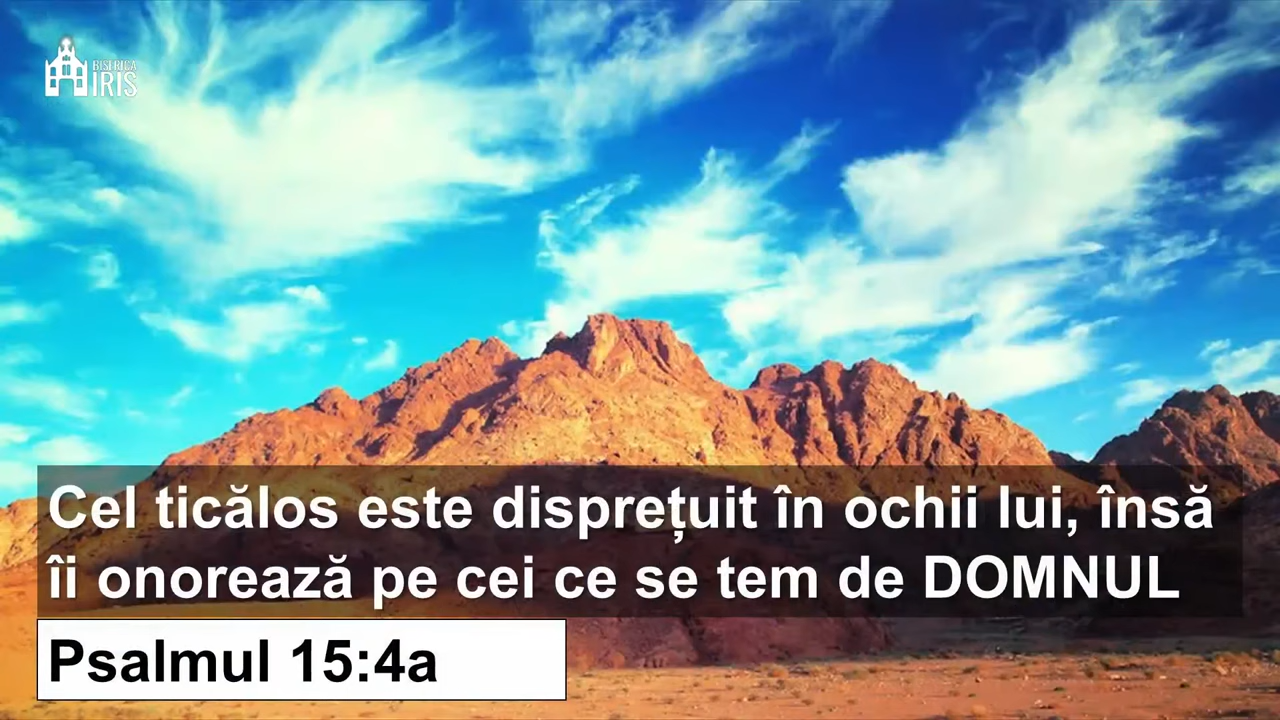 BISERICA
IRIS
Cel ticălos este disprețuit în ochii lui, însă
îi onorează pe cei ce se tem de DOMNUL
Psalmul 15:4a